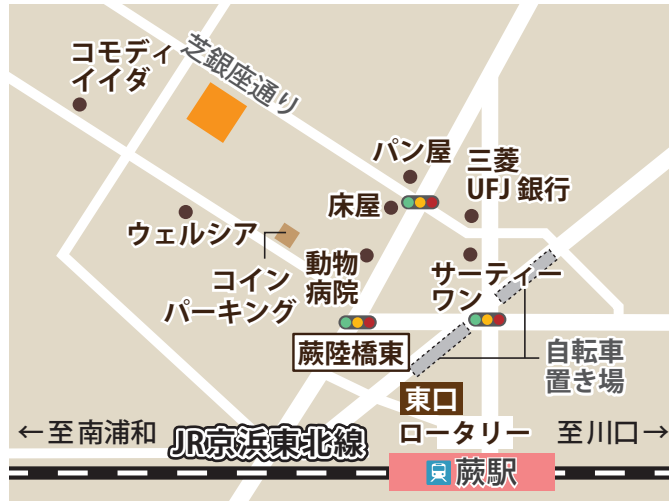 コモディ
イイダ
芝銀座通り
パン屋
三菱
UFJ 銀行
床屋
ウェルシア
コイン
パーキング
動物
病院
サーティー
ワン
蕨陸橋東
自転車
置き場
東口
ロータリー
←至南浦和
JR京浜東北線
至川口→
蕨駅